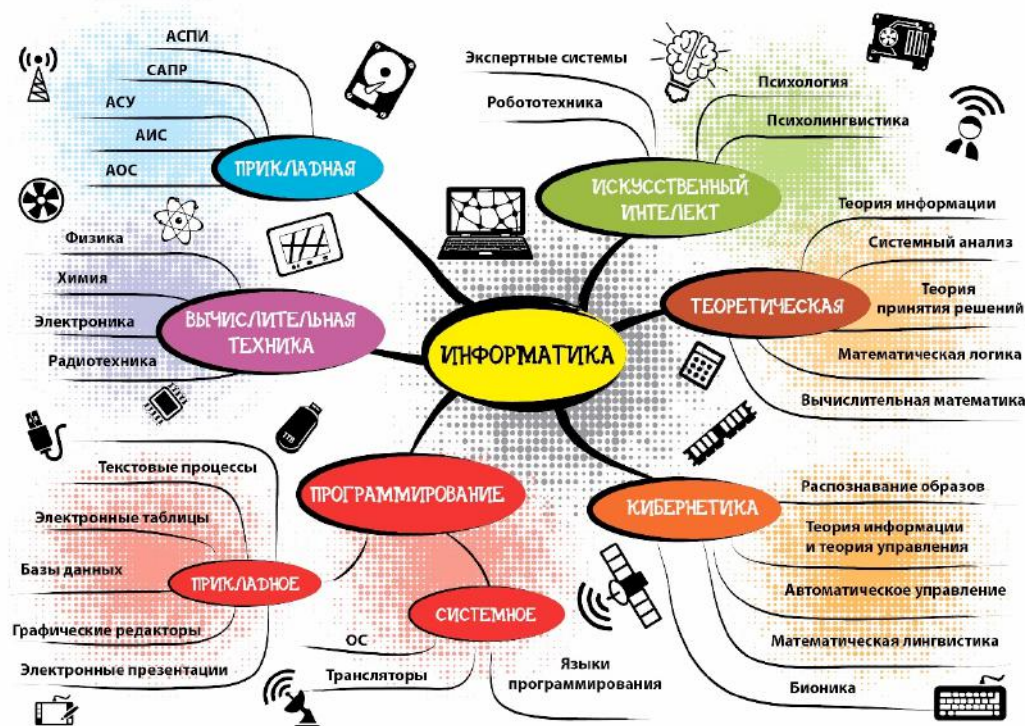 АСПИ
САПР
АСУ
АИС
АОС
ПРИКЛАДНАЯ
Экспертные системы
Робототехника
Психология
Психолингвистика
ИСКУССТВЕННЫЙ
ИНТЕЛЕКТ
Физика
Химия
Электроника
Радиотехника
ВЫЧИСЛИТЕЛЬНАЯ
ТЕХНИКА
ИНФОРМАТИКА
Теория информации
Системный анализ
Теория
принятия решений
Математическая логика
Вычислительная математика
ТЕОРЕТИЧЕСКАЯ
1TB
ПРОГРАММИРОВАНИЕ
Текстовые процессы
Электронные таблицы
Базы данных
Графические редакторы
Электронные презентации
ПРИКЛАДНОЕ
СИСТЕМНОЕ
ОС
Трансляторы
Языки
программирования
КИБЕРНЕТИКА
Распознавание образов
Теория информации
и теория управления
Автоматическое управление
Математическая лингвистика
Бионика